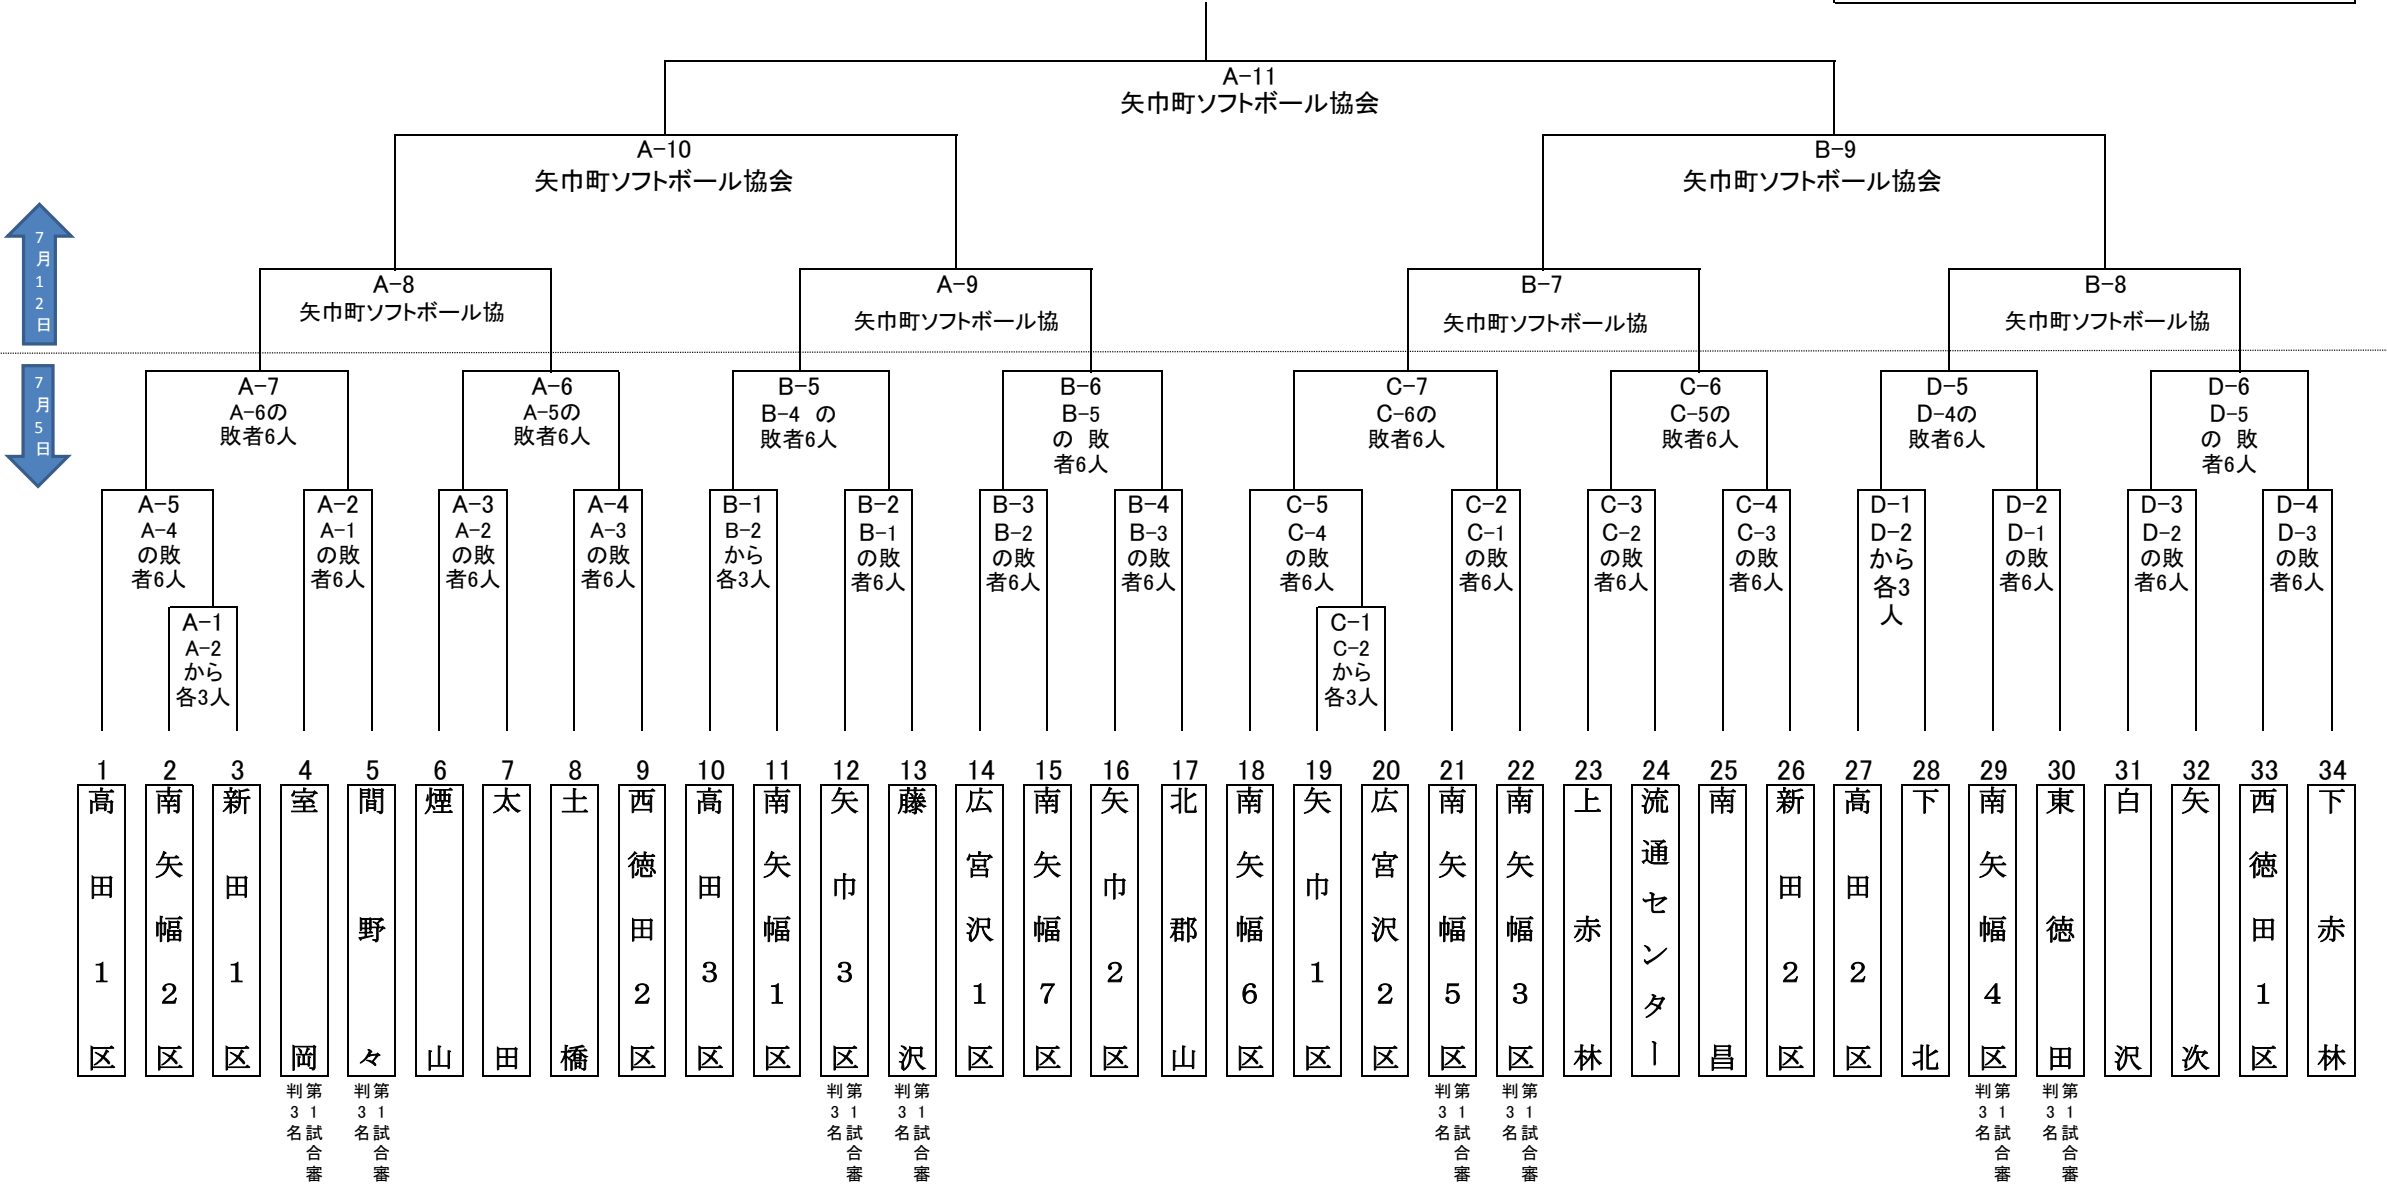 A-11
矢巾町ソフトボール協会
A-10
矢巾町ソフトボール協会
B-9
矢巾町ソフトボール協会
7月12日
A-8
矢巾町ソフトボール協
A-9
矢巾町ソフトボール協
B-7
矢巾町ソフトボール協
B-8
矢巾町ソフトボール協
7月5日
A-7
A-6の
敗者6人
A-6
A-5の
敗者6人
B-5
B-4 の
敗者6人
B-6
B-5
の 敗
者6人
C-7
C-6の
敗者6人
C-6
C-5の
敗者6人
D-5
D-4の
敗者6人
D-6
D-5
の 敗
者6人
A-5
A-4
の敗
者6人
A-2
A-1
の敗
者6人
A-3
A-2
の敗
者6人
A-4
A-3
の敗
者6人
B-1
B-2
から
各3人
B-2
B-1
の敗
者6人
B-3
B-2
の敗
者6人
B-4
B-3
の敗
者6人
C-5
C-4
の敗
者6人
C-2
C-1
の敗
者6人
C-3
C-2
の敗
者6人
C-4
C-3
の敗
者6人
D-1
D-2
から
各3
人
D-2
D-1
の敗
者6人
D-3
D-2
の敗
者6人
D-4
D-3
の敗
者6人
A-1
A-2
から
各3人
C-1
C-2
から
各3人
1 2 3 4 5 6 7 8 9 10 11 12 13 14 15 16 17 18 19 20 21 22 23 24 25 26 27 28 29 30 31 32 33 34
高田1区
南矢幅2区
新田1区
室岡
間野々
煙山
太田
土橋
西徳田2区
高田3区
南矢幅1区
矢巾3区
藤沢
広宮沢1区
南矢幅7区
矢巾2区
北郡山
南矢幅6区
矢巾1区
広宮沢2区
南矢幅5区
南矢幅3区
上赤林
流通センター
南昌
新田2区
高田2区
下北
南矢幅4区
東徳田
白沢
矢次
西徳田1区
下赤林
第1試合審
判3名
第1試合審
判3名
第1試合審
判3名
第1試合審
判3名
第1試合審
判3名
第1試合審
判3名
第1試合審
判3名
第1試合審
判3名